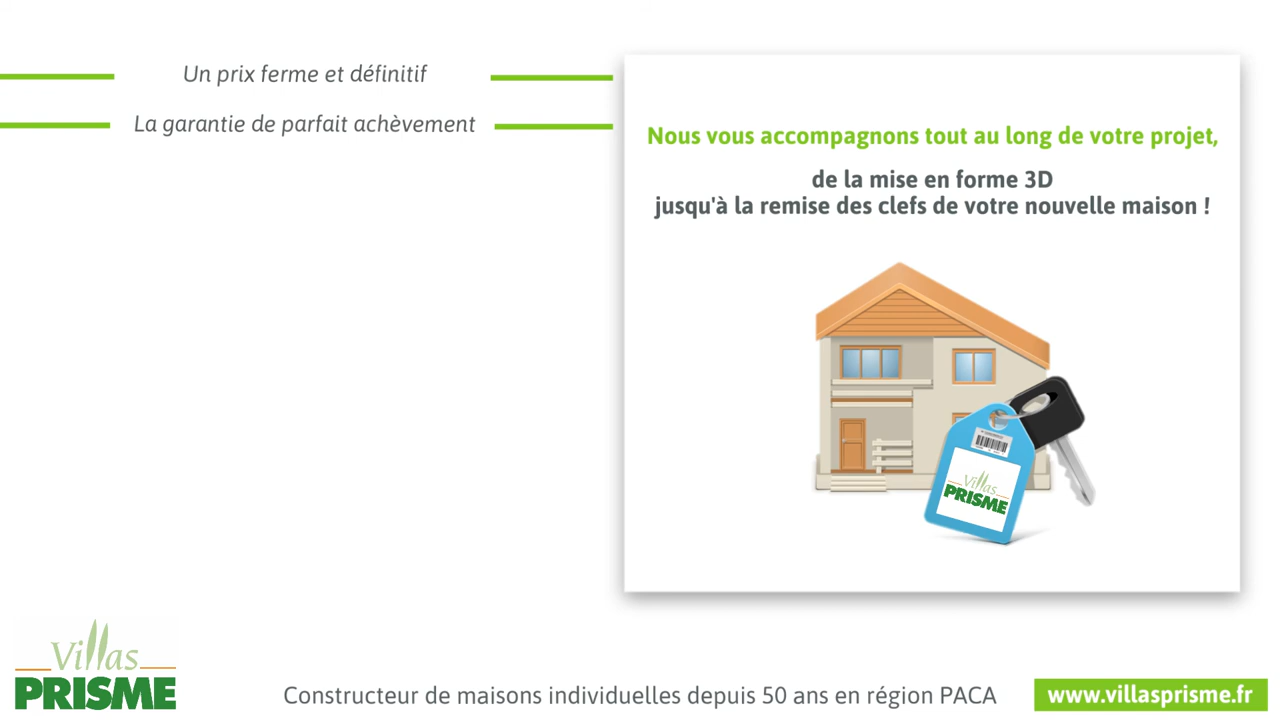 Un prix ferme et définitif
La garantie de parfait achèvement
Nous vous accompagnons tout au long de votre projet,
de la mise en forme 3D
jusqu'à la remise des clefs de votre nouvelle maison !
Villas
PRISME
Villas
PRISME
Constructeur de maisons individuelles depuis 50 ans en région PACA
www.villasprisme.fr